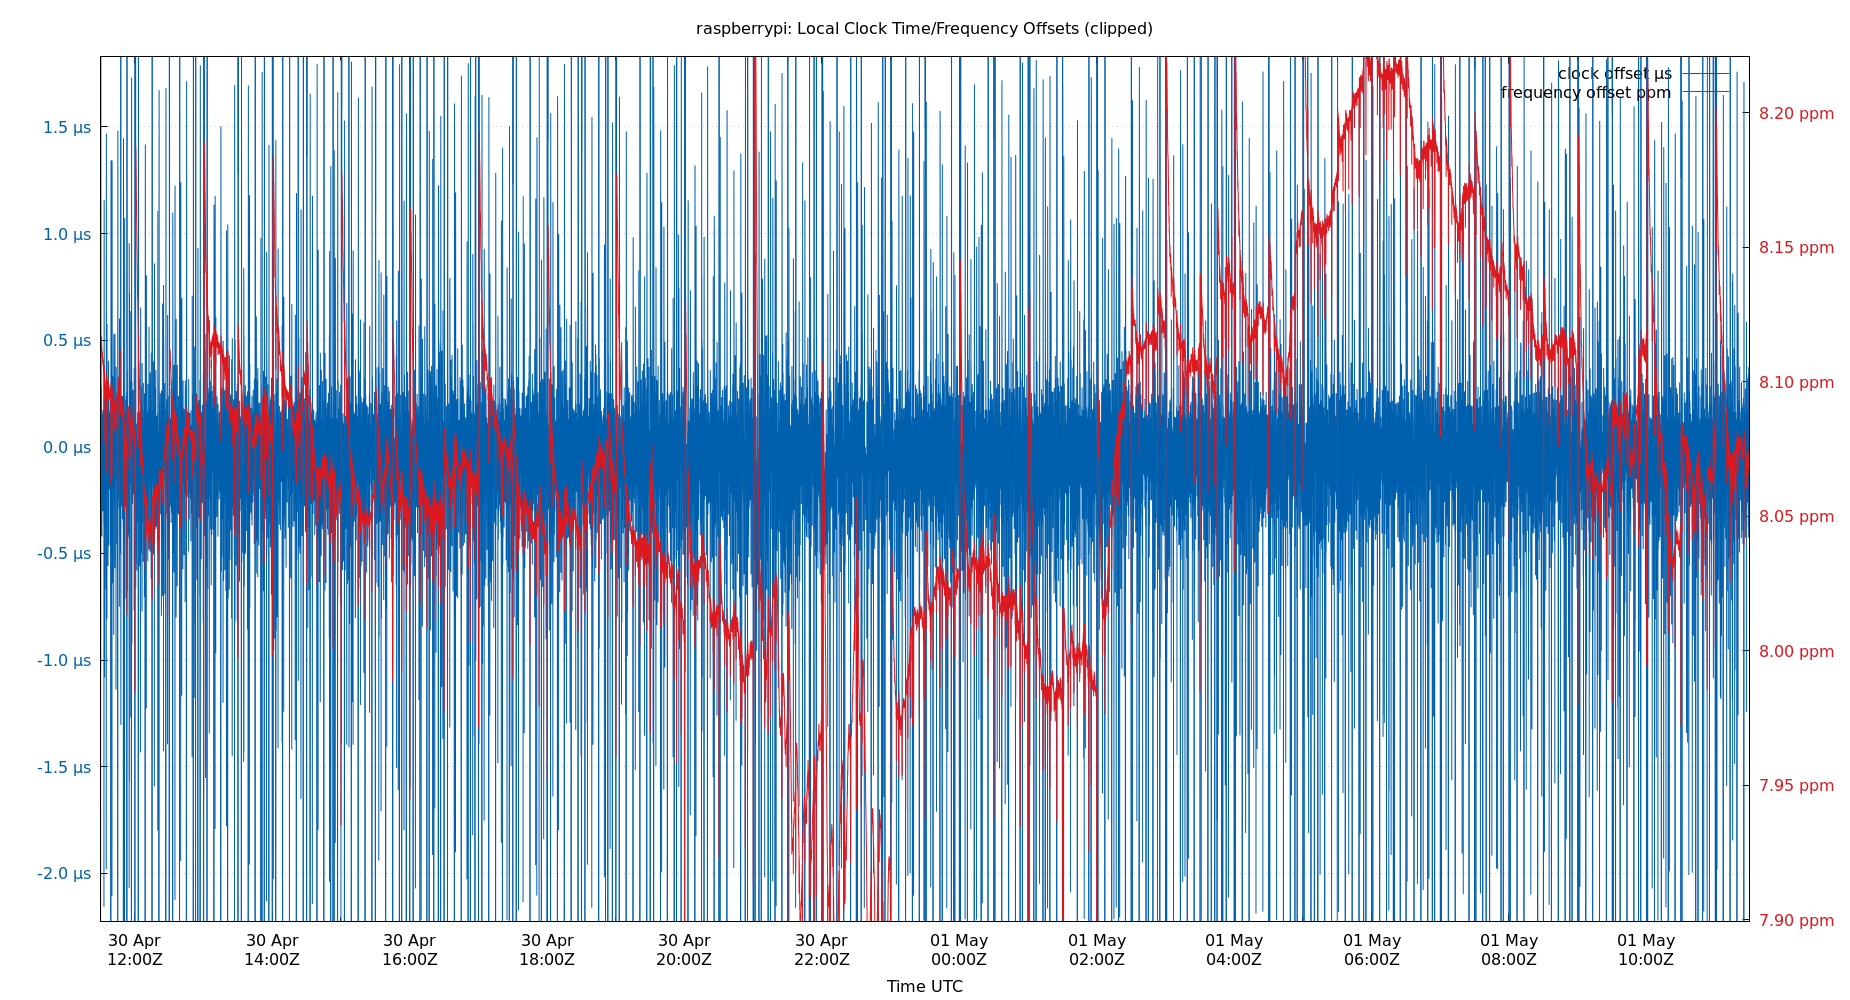 raspberrypi: Local Clock Time/Frequency Offsets (clipped)
clock offset µs
frequency offset ppm
1.5 µs
1.0 µs
0.5 µs
0.0 µs
-0.5 µs
-1.0 µs
-1.5 µs
-2.0 µs
8.20 ppm
8.15 ppm
8.10 ppm
8.05 ppm
8.00 ppm
7.95 ppm
7.90 ppm
30 Apr 30 Apr 30 Apr 30 Apr 30 Apr 30 Apr 01 May 01 May 01 May 01 May 01 May 01 May
12:00Z 14:00Z 16:00Z 18:00Z 20:00Z 22:00Z 00:00Z 02:00Z 04:00Z 06:00Z 08:00Z 10:00Z
Time UTC